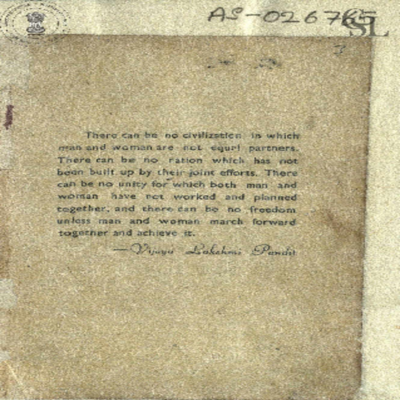 AS-026765
SL
There can be no civilization in which
man and woman are not equal partners.
There can be no nation which has not
been built up by their joint efforts. There
can be no unity for which both man and
woman have not worked and planned
together, and there can be no freedom
unless man and woman march forward
together and achieve it.
—Vijaya Lakshmi Pandit